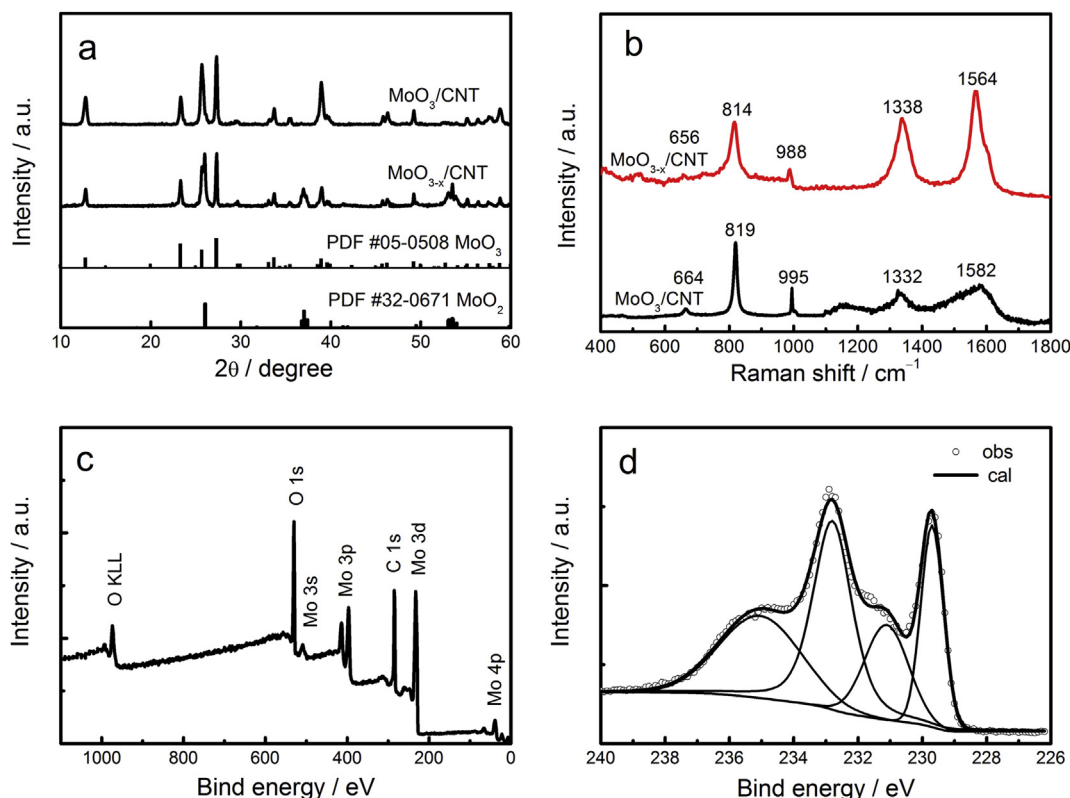 a
MoO3/CNT
MoO3-x/CNT
PDF #05-0508 MoO3
PDF #32-0671 MoO2
Intensity / a.u.
10 20 30 40 50 60
2θ / degree
b
1564
1338
814
656
988
MoO3-x/CNT
819
664
995
1332
1582
MoO3/CNT
Intensity / a.u.
400 600 800 1000 1200 1400 1600 1800
Raman shift / cm−1
c
O KLL
O 1s
Mo 3s
Mo 3p
C 1s
Mo 3d
Mo 4p
Intensity / a.u.
1000 800 600 400 200 0
Bind energy / eV
d
obs
cal
Intensity / a.u.
240 238 236 234 232 230 228 226
Bind energy / eV